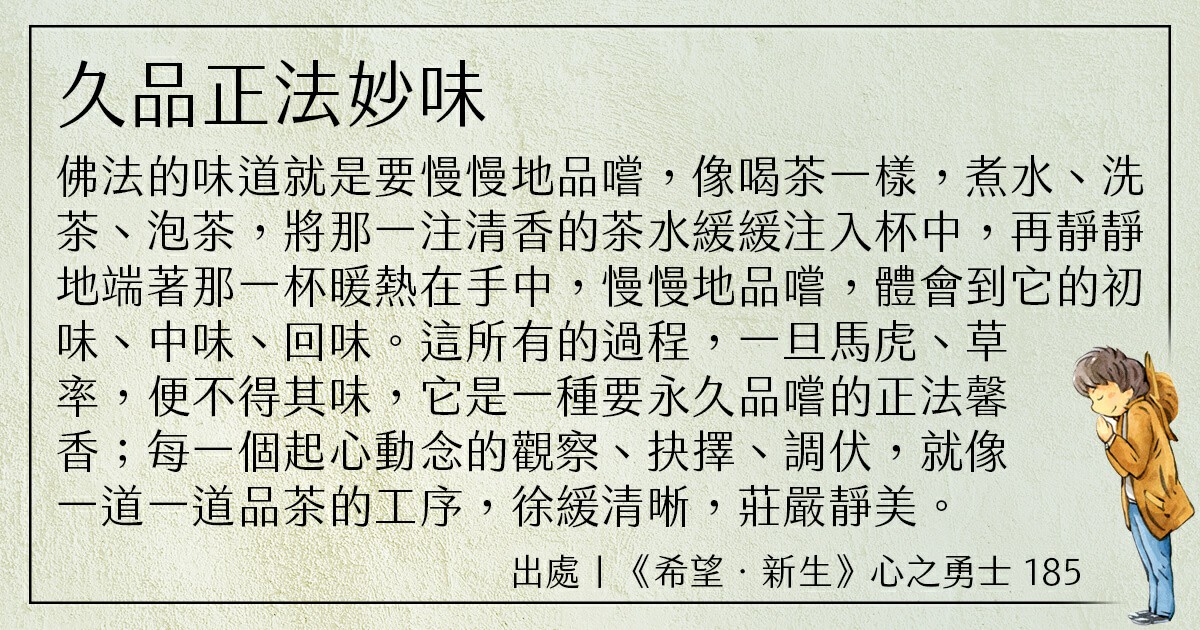 久品正法妙味
佛法的味道就是要慢慢地品嚐，像喝茶一樣，煮水、洗
茶、泡茶，將那一注清香的茶水緩緩注入杯中，再靜靜
地端著那一杯暖熱在手中，慢慢地品嚐，體會到它的初
味、中味、回味。這所有的過程，一旦馬虎、草
率，便不得其味，它是一種要永久品嚐的正法馨
香；每一個起心動念的觀察、抉擇、調伏，就像
一道一道品茶的工序，徐緩清晰，莊嚴靜美。
出處｜《希望．新生》心之勇士 185